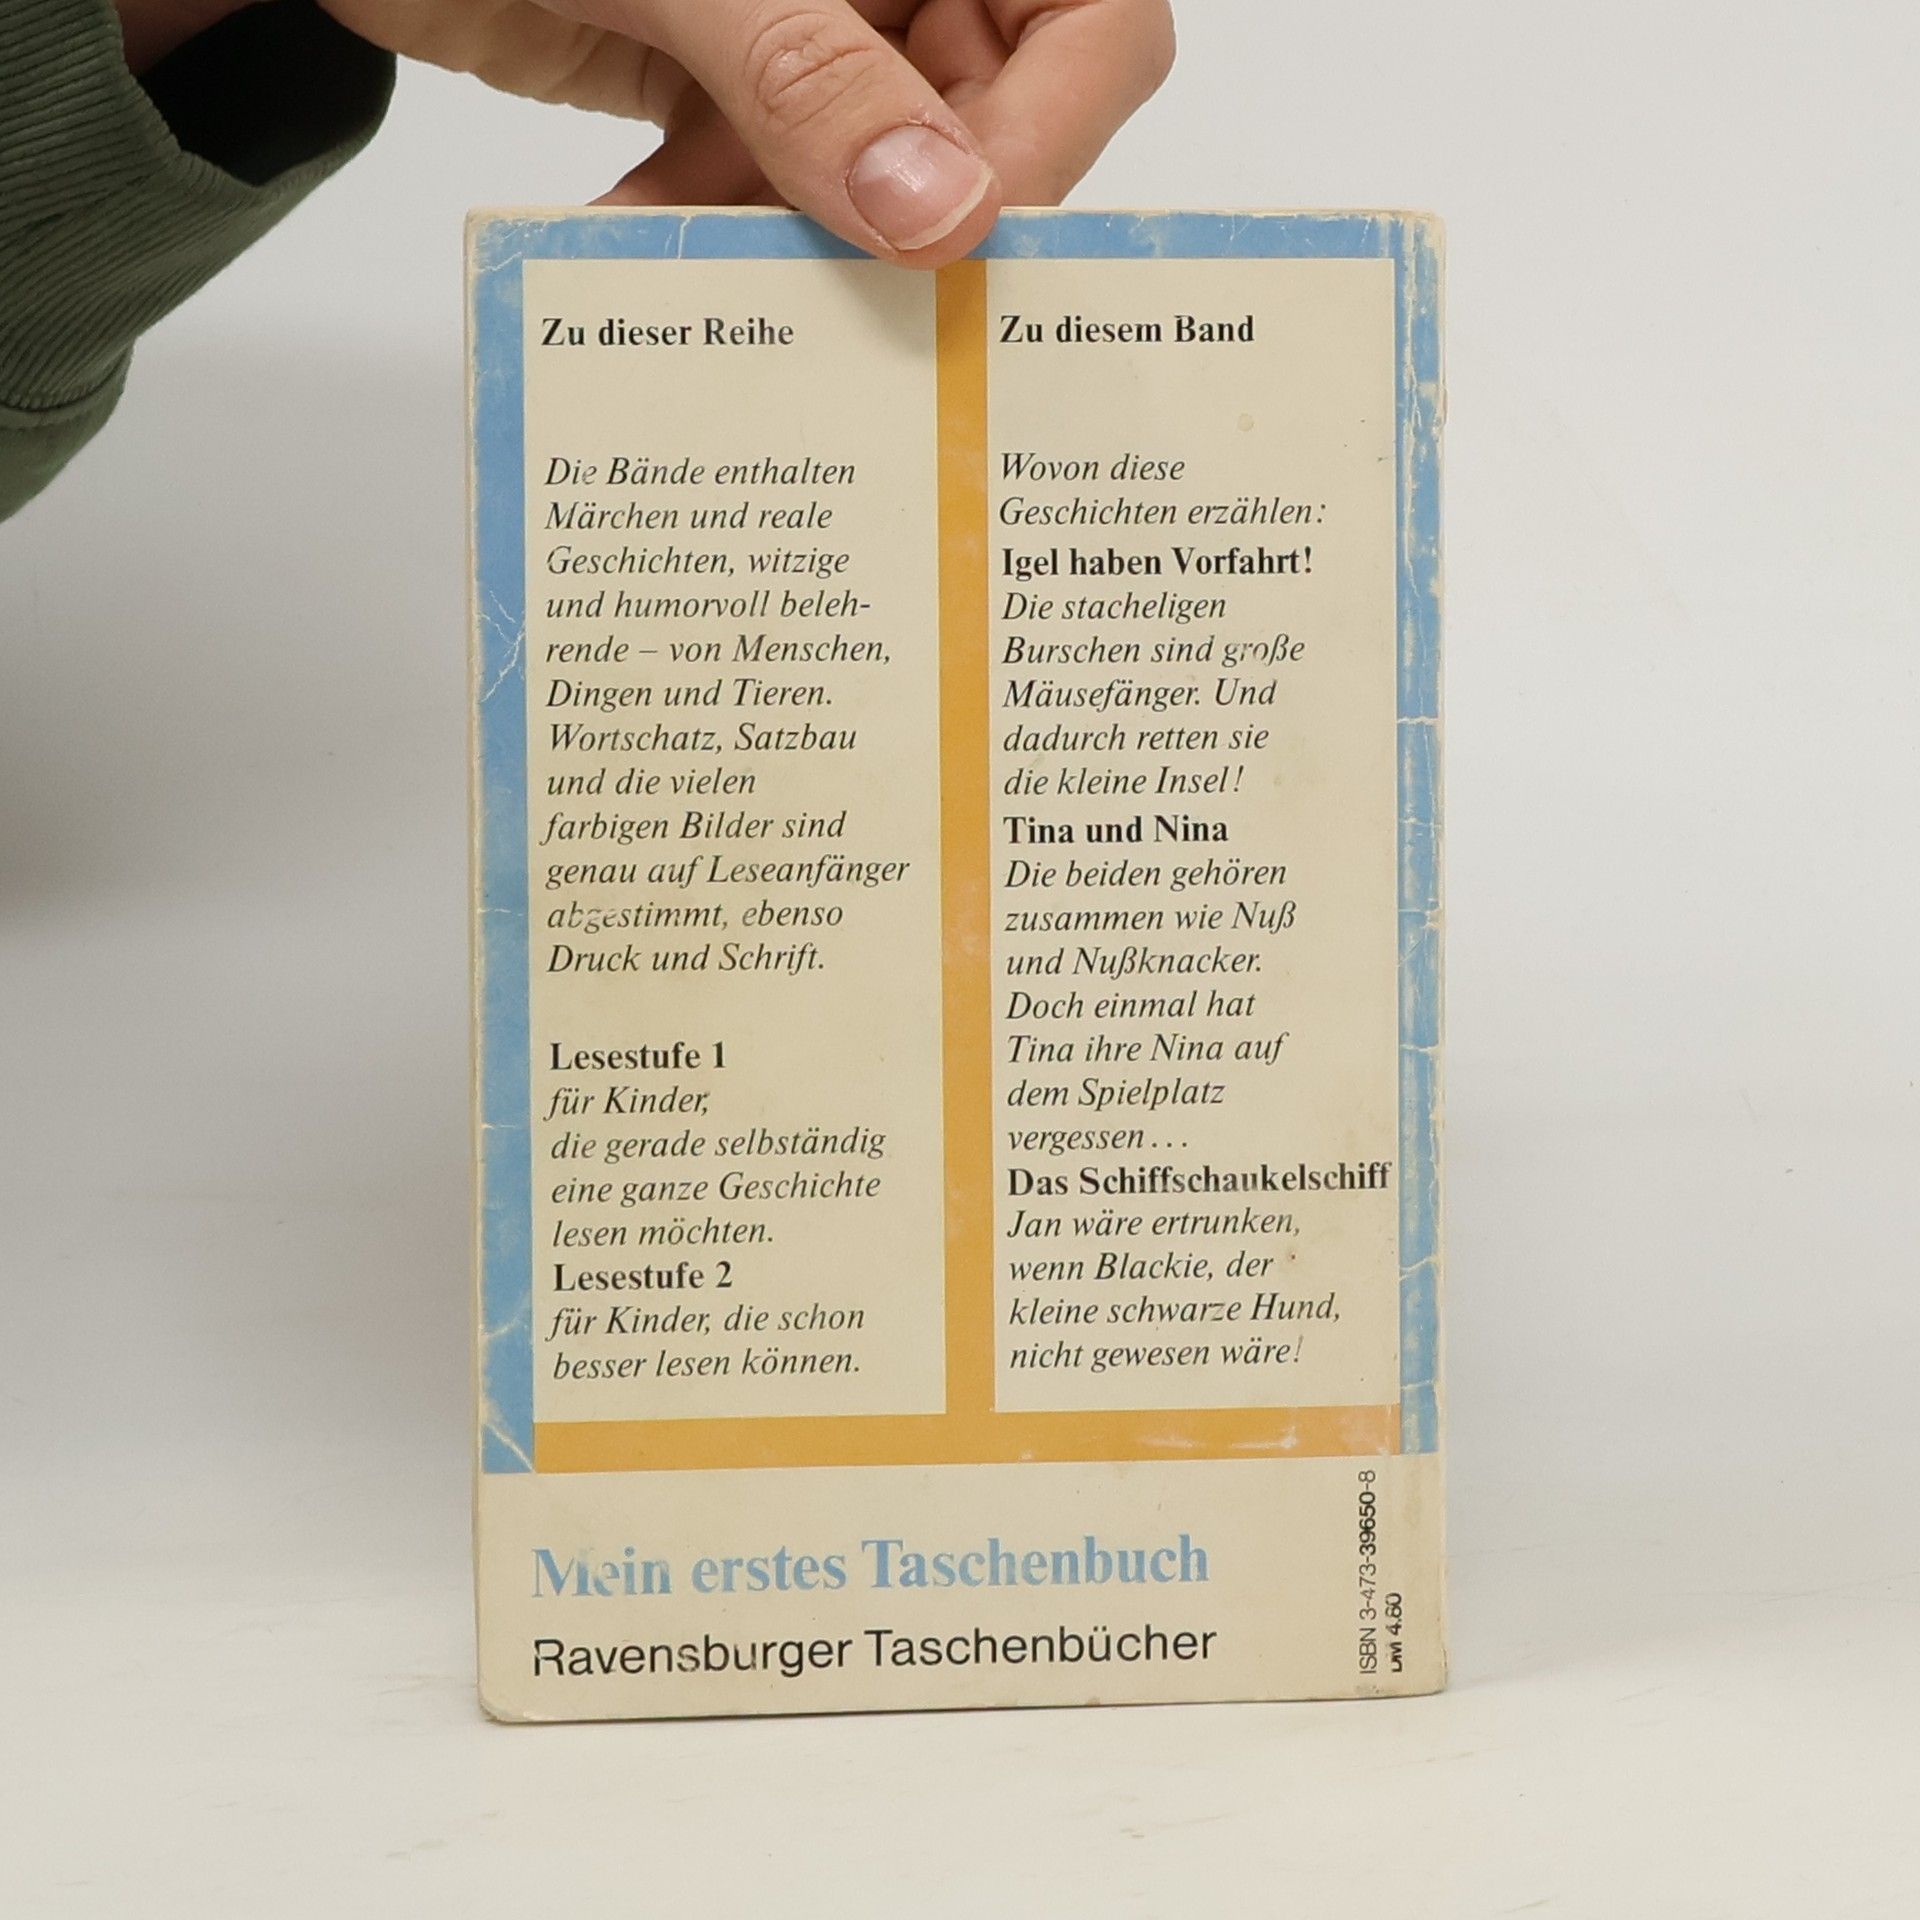 Zu dieser Reihe
Die Bände enthalten
Märchen und reale
Geschichten, witzige
und humorvoll beleh-
rende – von Menschen,
Dingen und Tieren.
Wortschatz, Satzbau
und die vielen
farbigen Bilder sind
genau auf Leseanfänger
abgestimmt, ebenso
Druck und Schrift.
Lesestufe 1
für Kinder,
die gerade selbständig
eine ganze Geschichte
lesen möchten.
Lesestufe 2
für Kinder, die schon
besser lesen können.
Zu diesem Band
Wovon diese
Geschichten erzählen:
Igel haben Vorfahrt!
Die stacheligen
Burschen sind große
Mäusefänger. Und
dadurch retten sie
die kleine Insel!
Tina und Nina
Die beiden gehören
zusammen wie Nuß
und Nußknacker.
Doch einmal hat
Tina ihre Nina auf
dem Spielplatz
vergessen...
Das Schiffschaukelschiff
Jan wäre ertrunken,
wenn Blackie, der
kleine schwarze Hund,
nicht gewesen wäre!
Mein erstes Taschenbuch
Ravensburger Taschenbücher
ISBN 3-473-39650-8
DM 4.80